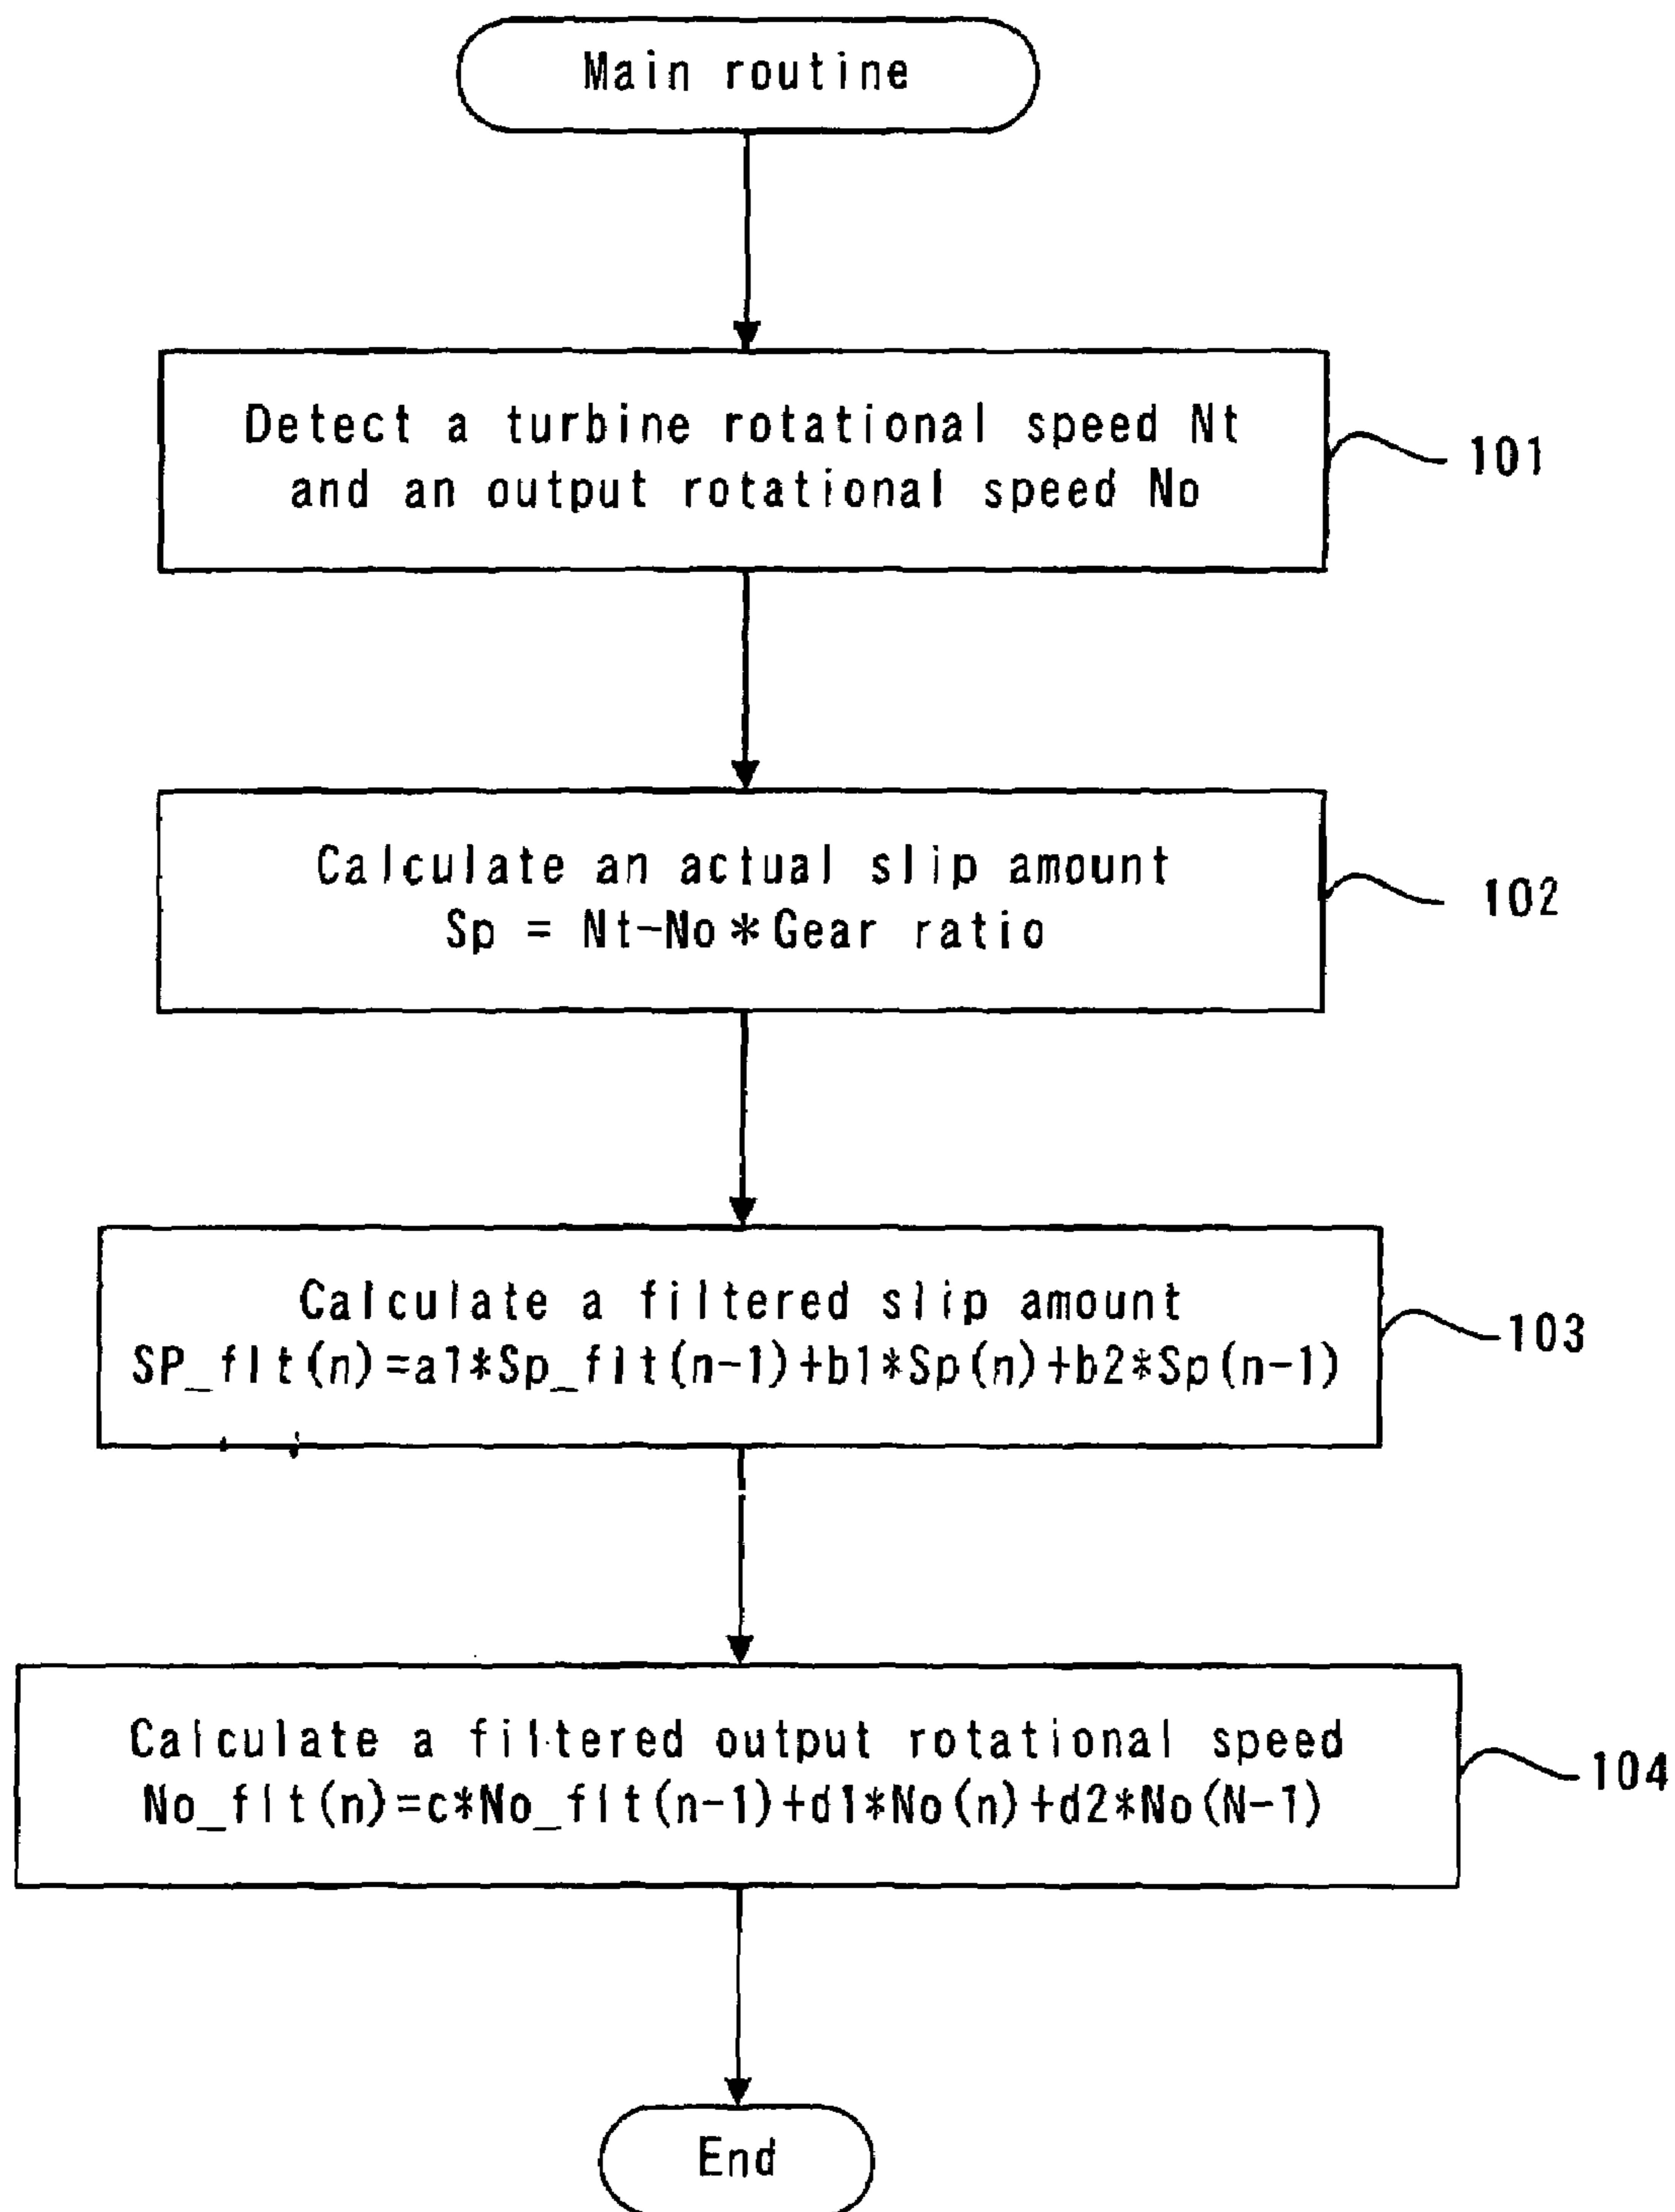 Main routine
Detect a turbine rotational speed Nt
and an output rotational speed No
101
Calculate an actual slip amount
Sp = Nt-No*Gear ratio
102
Calculate a filtered slip amount
SP_flt(n)=a1*Sp_flt(n-1)+b1*Sp(n)+b2*Sp(n-1)
103
Calculate a filtered output rotational speed
No_flt(n)=c*No_flt(n-1)+d1*No(n)+d2*No(N-1)
104
End